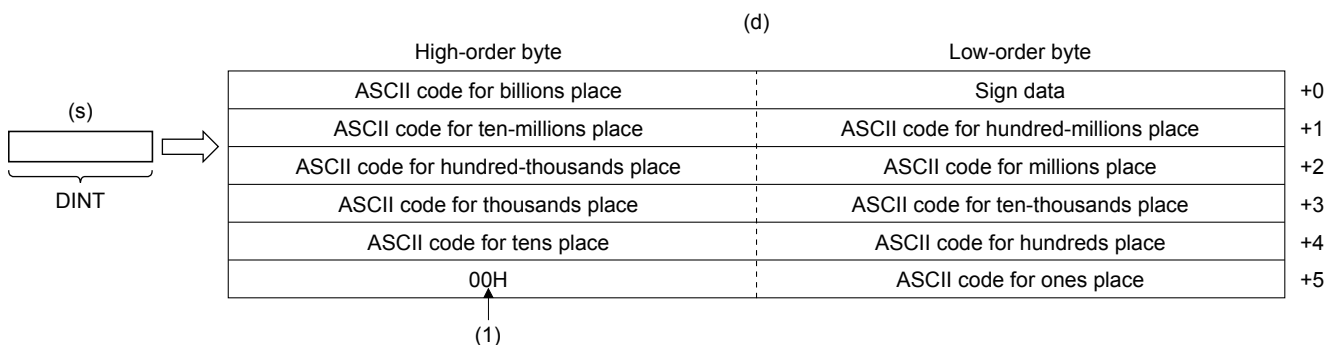 (d)
High-order byte Low-order byte
(s)
ASCII code for billions place Sign data +0
ASCII code for ten-millions place ASCII code for hundred-millions place +1
ASCII code for hundred-thousands place ASCII code for millions place +2
DINT
ASCII code for thousands place ASCII code for ten-thousands place +3
ASCII code for tens place ASCII code for hundreds place +4
00H ASCII code for ones place +5
(1)